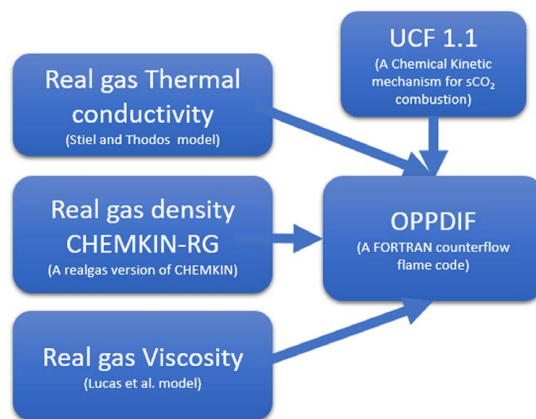 UCF 1.1
(A Chemical Kinetic
mechanism for sCO₂
combustion)
Real gas Thermal
conductivity
(Stiel and Thodos model)
Real gas density
CHEMKIN-RG
(A realgas version of CHEMKIN)
OPPDIF
(A FORTRAN counterflow
flame code)
Real gas Viscosity
(Lucas et al. model)